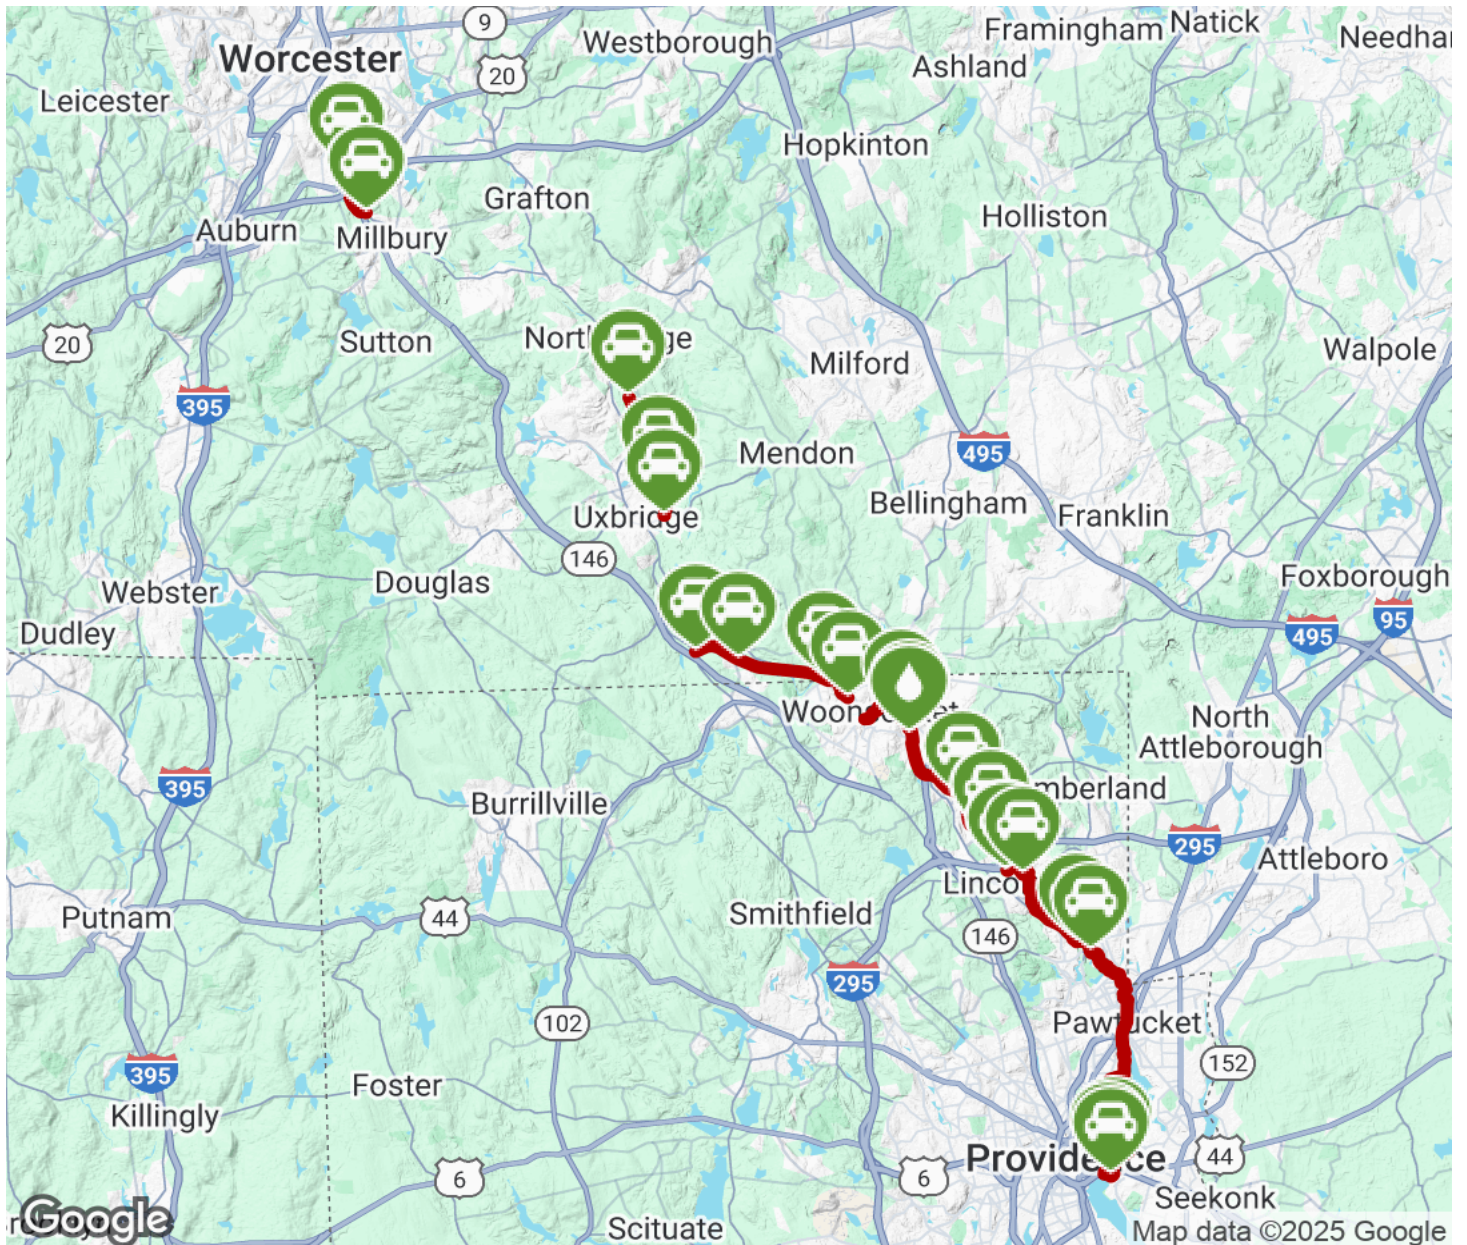 9
Westborough
Framingham
Natick
Worcester
20
Ashland
Leicester
Hopkinton
Grafton
Holliston
Auburn
Millbury
20
Sutton
Milford
Walpole
395
Mendon
495
Bellingham
Franklin
Uxbridge
146
Douglas
Foxborough
Webster
95
Dudley
495
North
Attleborough
395
Burrillville
295
Attleboro
Putnam
44
Smithfield
146
295
102
Pawtucket
152
395
Foster
Killingly
44
6
6
Seekonk
Scituate
Google
Map data ©2025 Google